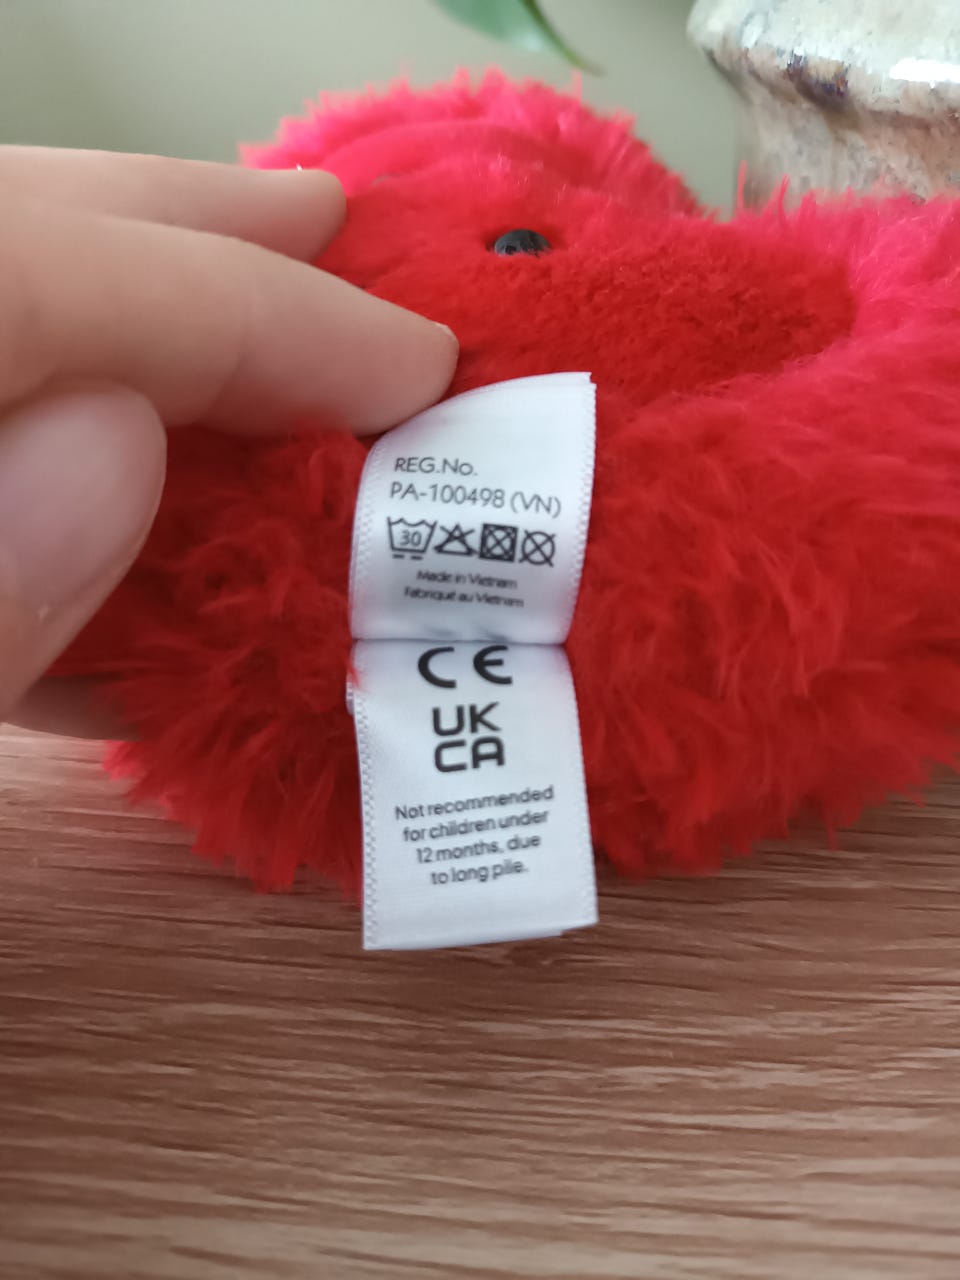 REG.No.
PA-100498 (VN)
30
Made in Vietnam
Fabriqué au Vietnam
CE
UK
CA
Not recommended
for children under
12 months, due
to long pile.